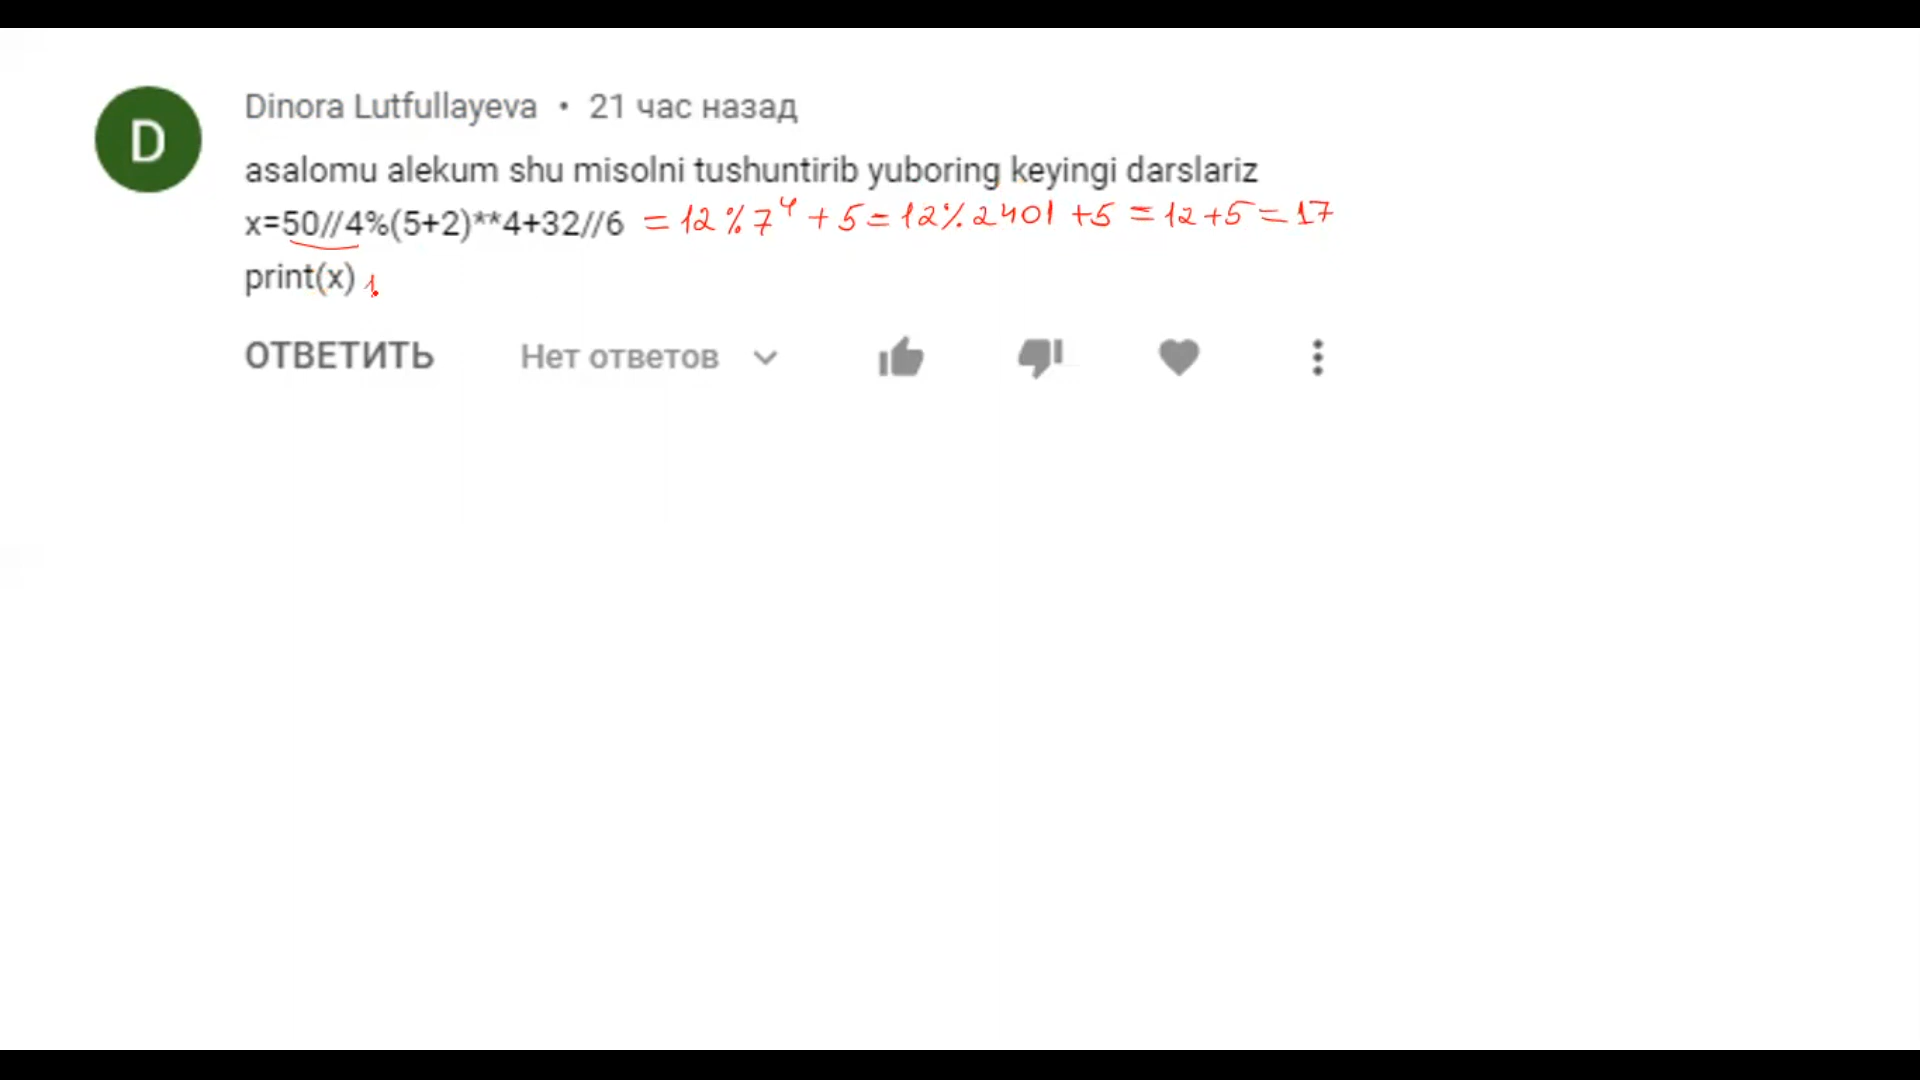 D
Dinora Lutfullayeva • 21 час назад
asalomu alekum shu misolni tushuntirib yuboring keyingi darslariz
x=50//4%(5+2)**4+32//6 = 12 % 7⁴ + 5 = 12 % 2401 + 5 = 12 + 5 = 17
print(x) 1
ОТВЕТИТЬ Нет ответов